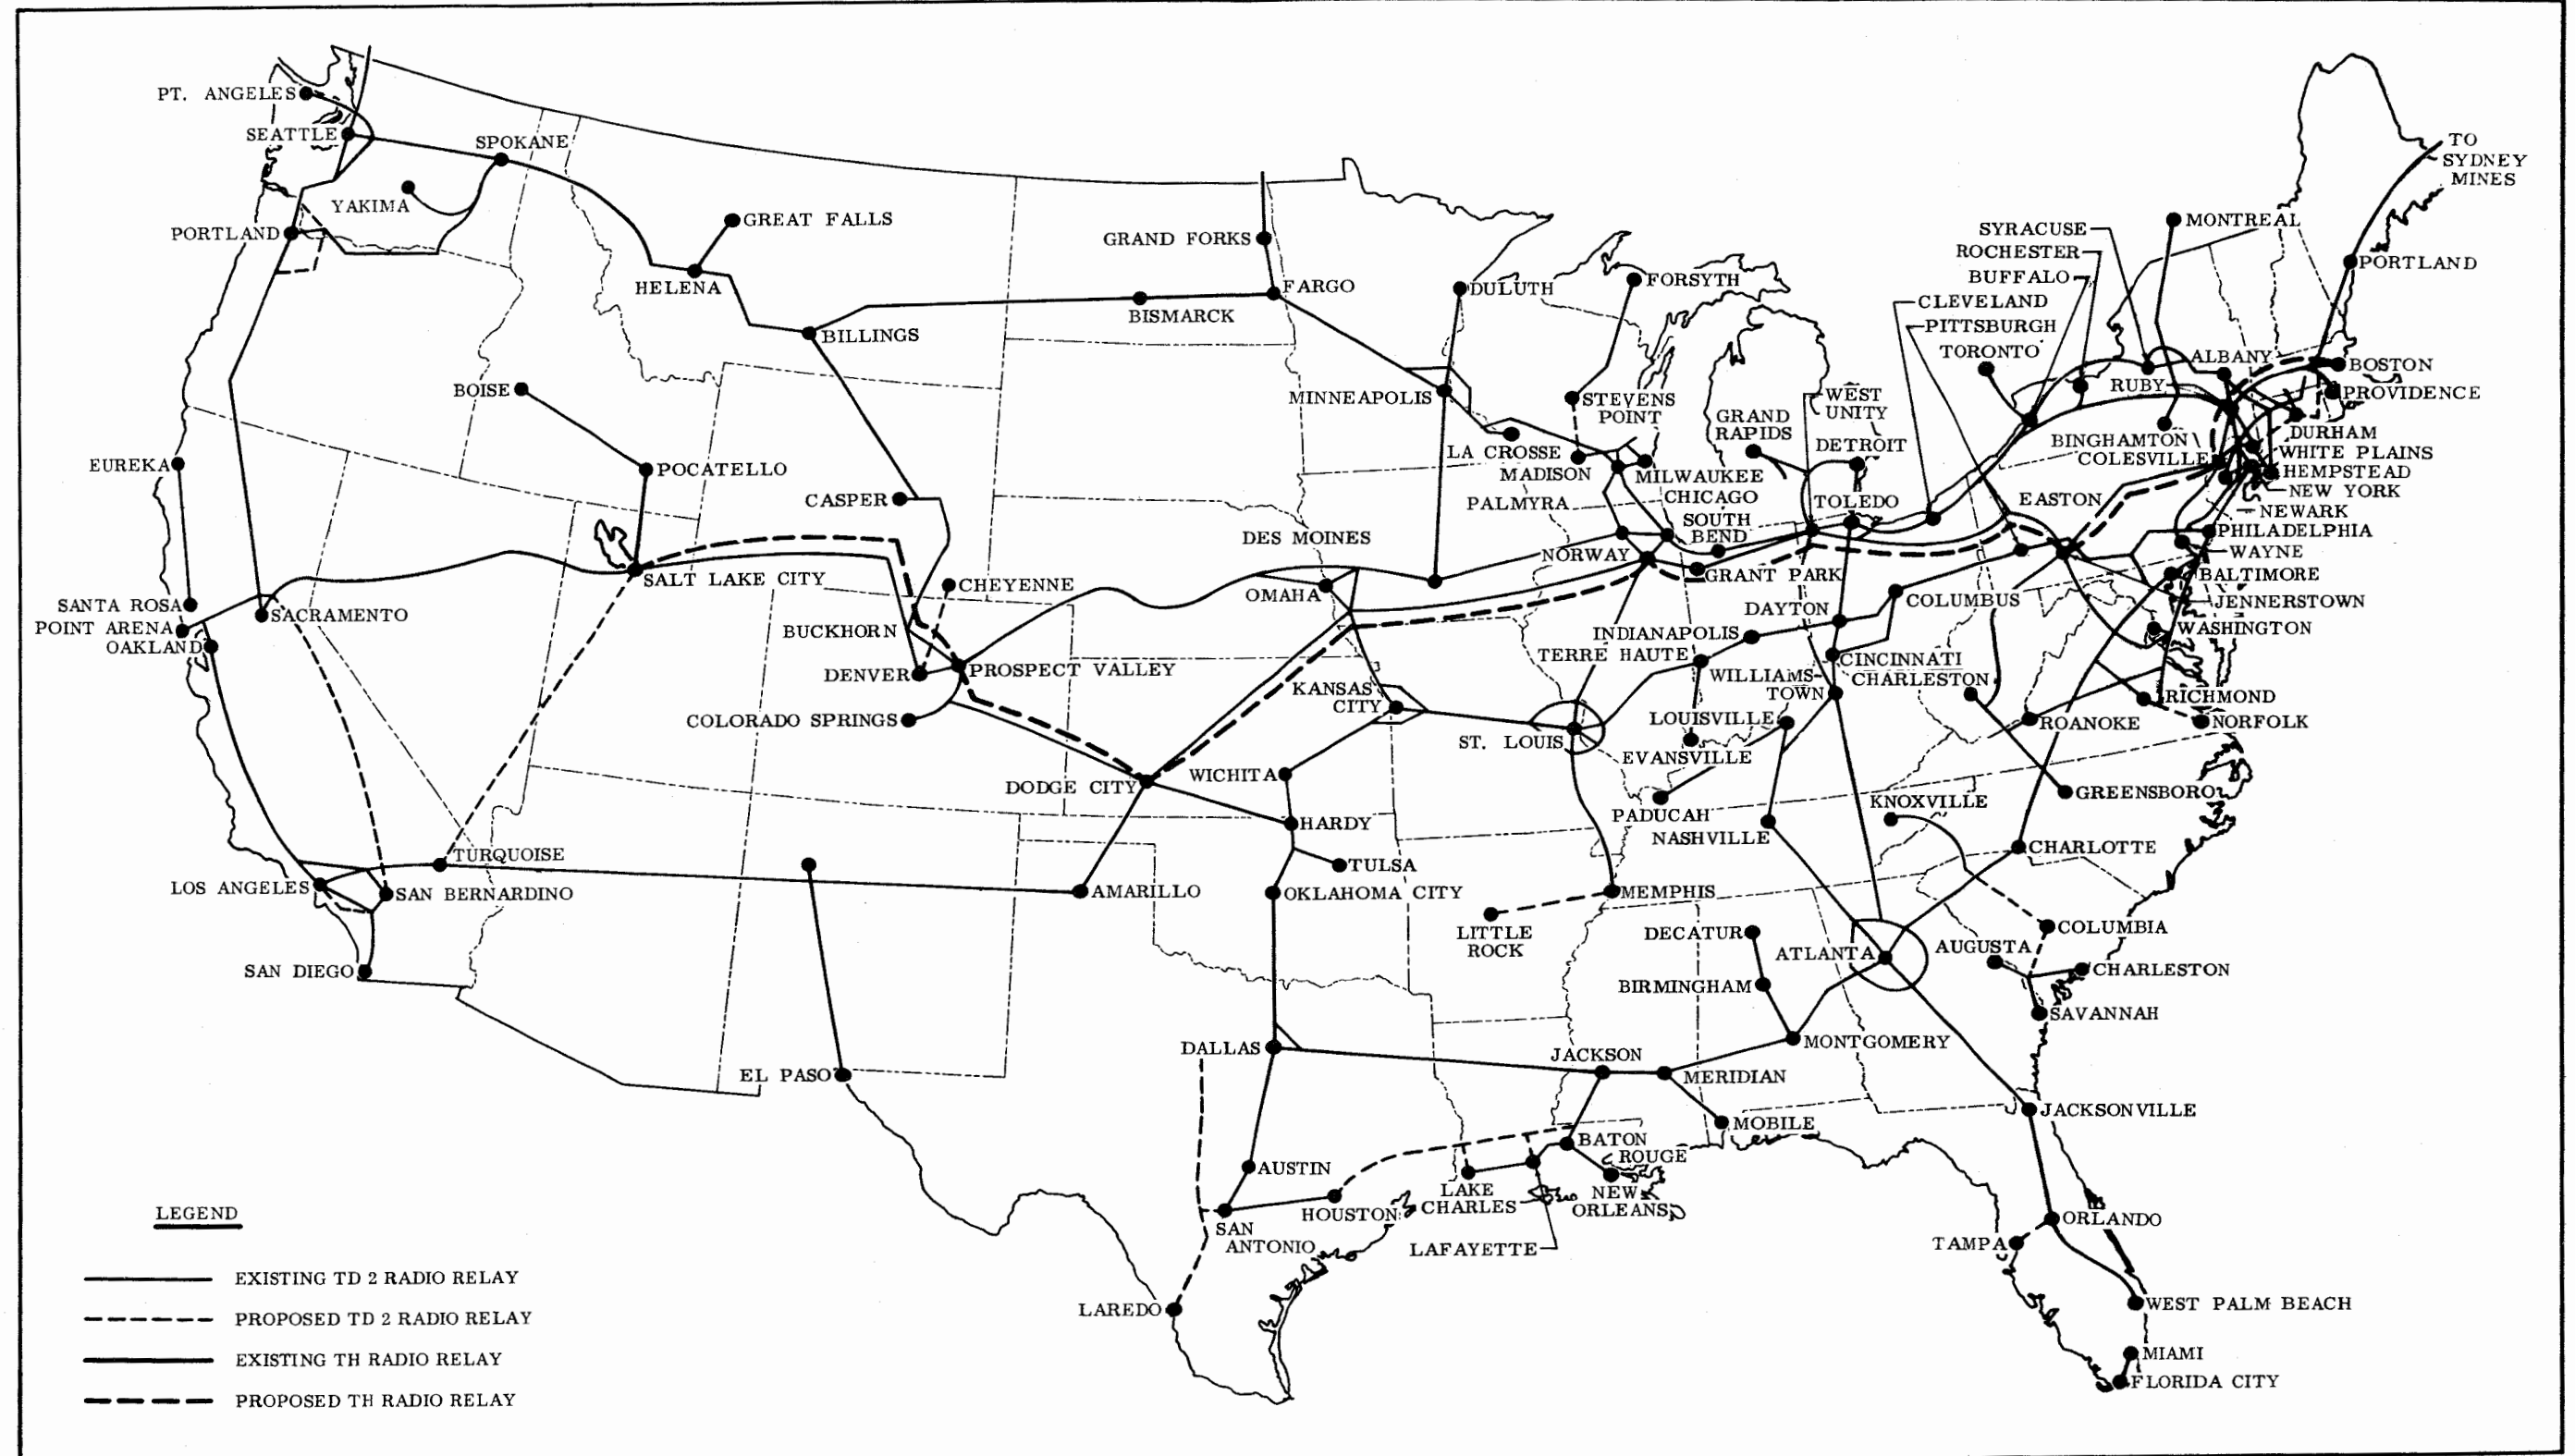 PT. ANGELES
SEATTLE
SPOKANE
YAKIMA
PORTLAND
GREAT FALLS
HELENA
BILLINGS
BISMARCK
GRAND FORKS
FARGO
DULUTH
FORSYTH
MINNEAPOLIS
STEVENS
POINT
LA CROSSE
MADISON
MILWAUKEE
PALMYRA
CHICAGO
SOUTH
BEND
NORWAY
GRANT PARK
GRAND
RAPIDS
WEST
UNITY
DETROIT
TOLEDO
SYRACUSE
ROCHESTER
BUFFALO
CLEVELAND
PITTSBURGH
TORONTO
MONTREAL
TO
SYDNEY
MINES
PORTLAND
ALBANY
RUBY
BOSTON
PROVIDENCE
BINGHAMTON
COLESVILLE
DURHAM
WHITE PLAINS
HEMPSTEAD
NEW YORK
NEWARK
EASTON
PHILADELPHIA
WAYNE
BALTIMORE
JENNERSTOWN
WASHINGTON
RICHMOND
NORFOLK
ROANOKE
BOISE
POCATELLO
EUREKA
CASPER
SALT LAKE CITY
CHEYENNE
SANTA ROSA
POINT ARENA
OAKLAND
SACRAMENTO
BUCKHORN
DENVER
PROSPECT VALLEY
COLORADO SPRINGS
DES MOINES
OMAHA
KANSAS
CITY
ST. LOUIS
DAYTON
COLUMBUS
INDIANAPOLIS
TERRE HAUTE
CINCINNATI
WILLIAMS-
TOWN
CHARLESTON
LOUISVILLE
EVANSVILLE
PADUCAH
NASHVILLE
KNOXVILLE
GREENSBORO
CHARLOTTE
DODGE CITY
WICHITA
HARDY
TULSA
OKLAHOMA CITY
TURQUOISE
LOS ANGELES
SAN BERNARDINO
AMARILLO
SAN DIEGO
MEMPHIS
LITTLE
ROCK
DECATUR
BIRMINGHAM
ATLANTA
COLUMBIA
AUGUSTA
CHARLESTON
SAVANNAH
MONTGOMERY
DALLAS
JACKSON
MERIDIAN
EL PASO
MOBILE
JACKSONVILLE
AUSTIN
BATON
ROUGE
LAKE
CHARLES
NEW
ORLEANS
HOUSTON
SAN
ANTONIO
LAFAYETTE
LAREDO
ORLANDO
TAMPA
WEST PALM BEACH
MIAMI
FLORIDA CITY
LEGEND
EXISTING TD 2 RADIO RELAY
PROPOSED TD 2 RADIO RELAY
EXISTING TH RADIO RELAY
PROPOSED TH RADIO RELAY